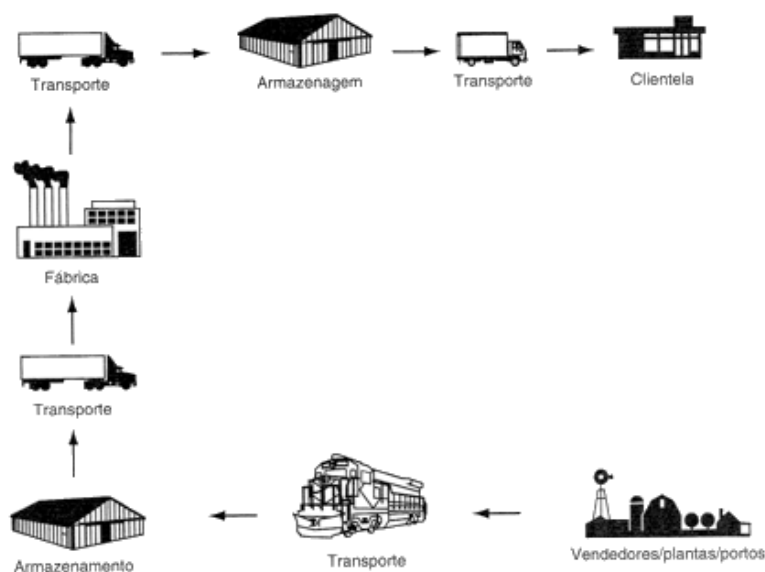 Transporte
Armazenagem
Transporte
Clientela
Fábrica
Transporte
Armazenamento
Transporte
Vendedores/plantas/portos